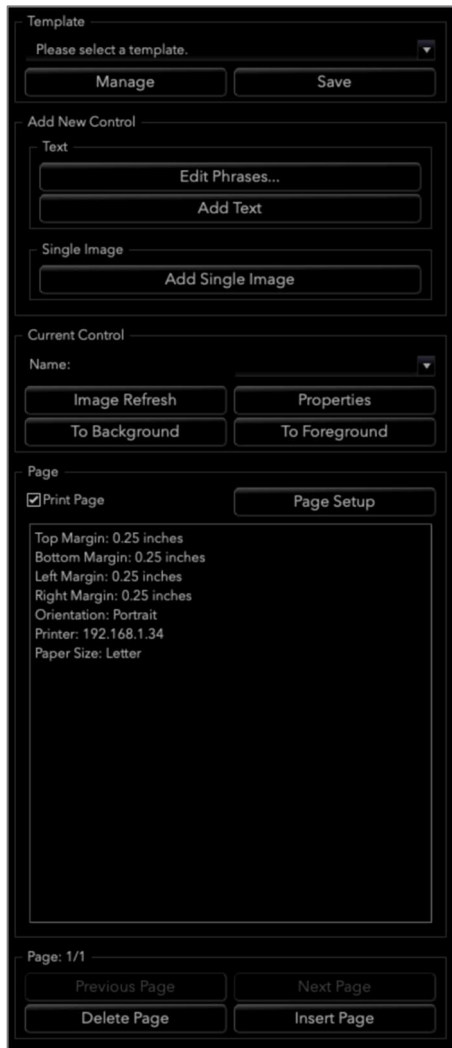 Template
Please select a template.
Manage Save
Add New Control
Text
Edit Phrases...
Add Text
Single Image
Add Single Image
Current Control
Name:
Image Refresh Properties
To Background To Foreground
Page
Print Page Page Setup
Top Margin: 0.25 inches
Bottom Margin: 0.25 inches
Left Margin: 0.25 inches
Right Margin: 0.25 inches
Orientation: Portrait
Printer: 192.168.1.34
Paper Size: Letter
Page: 1/1
Previous Page Next Page
Delete Page Insert Page